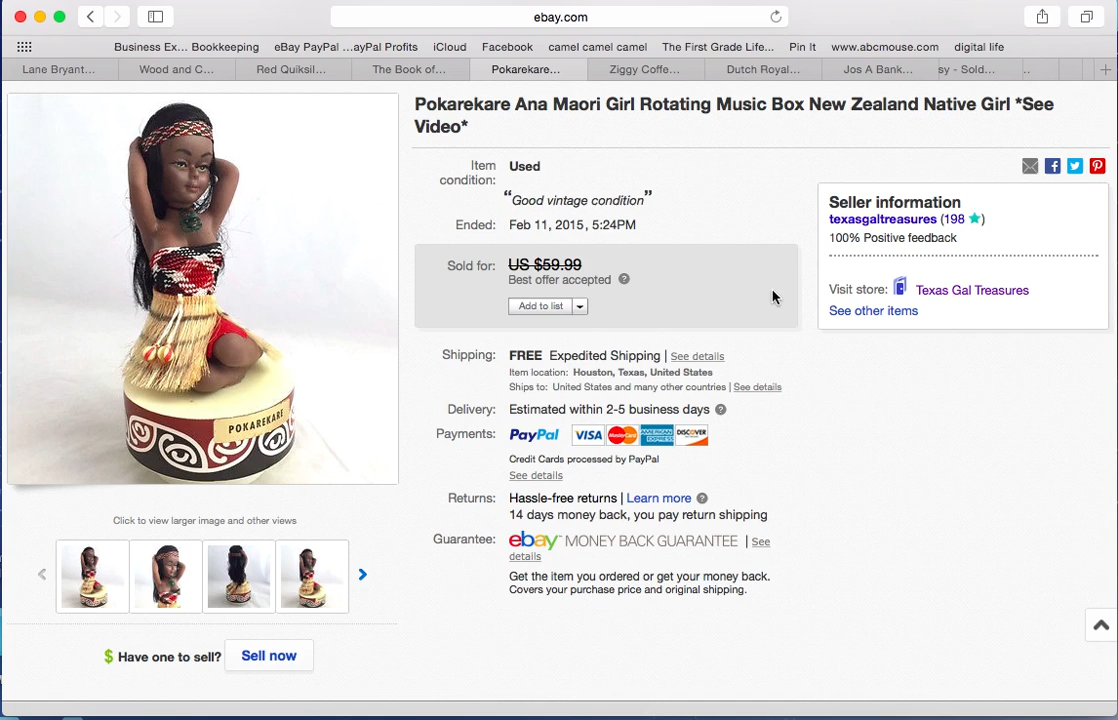 ebay.com
Business Ex... Bookkeeping eBay PayPal ...ayPal Profits iCloud Facebook camel camel camel The First Grade Life... Pin It www.abcmouse.com digital life
Lane Bryant... Wood and C... Red Quiksil... The Book of... Pokarekare... Ziggy Coffe... Dutch Royal... Jos A Bank... sy - Sold... ..
Pokarekare Ana Maori Girl Rotating Music Box New Zealand Native Girl *See
Video*
Item
condition:
Used
"Good vintage condition"
Ended: Feb 11, 2015, 5:24PM
Sold for: US $59.99
Best offer accepted
Add to list
Seller information
texasgaltreasures (198)
100% Positive feedback
Visit store: Texas Gal Treasures
See other items
POKAREKARE
Shipping: FREE Expedited Shipping | See details
Item location: Houston, Texas, United States
Ships to: United States and many other countries | See details
Delivery: Estimated within 2-5 business days
Payments: PayPal VISA MasterCard AMERICAN EXPRESS DISCOVER
Credit Cards processed by PayPal
See details
Returns: Hassle-free returns | Learn more
14 days money back, you pay return shipping
Guarantee: ebay MONEY BACK GUARANTEE | See
details
Get the item you ordered or get your money back.
Covers your purchase price and original shipping.
Click to view larger image and other views
$ Have one to sell? Sell now